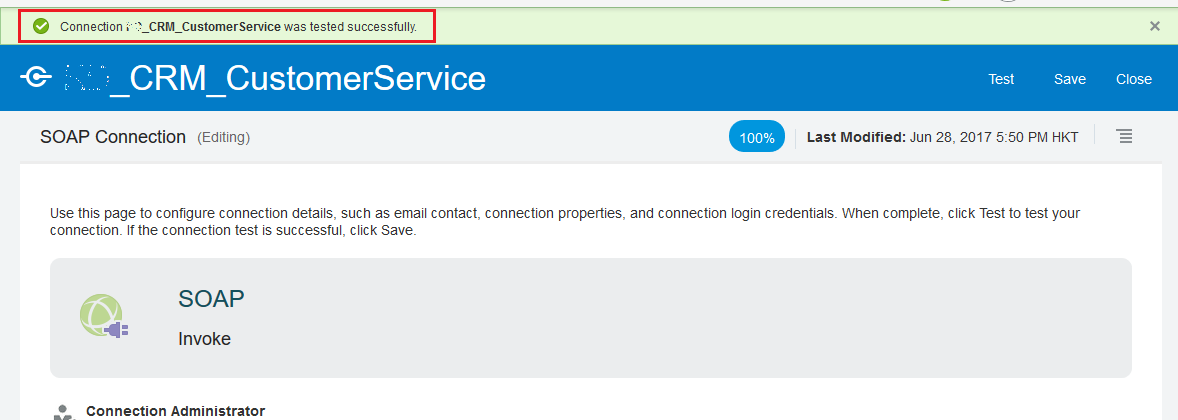 Connection _CRM_CustomerService was tested successfully.
_CRM_CustomerService
Test Save Close
SOAP Connection (Editing)
100% Last Modified: Jun 28, 2017 5:50 PM HKT
Use this page to configure connection details, such as email contact, connection properties, and connection login credentials. When complete, click Test to test your
connection. If the connection test is successful, click Save.
SOAP
Invoke
Connection Administrator